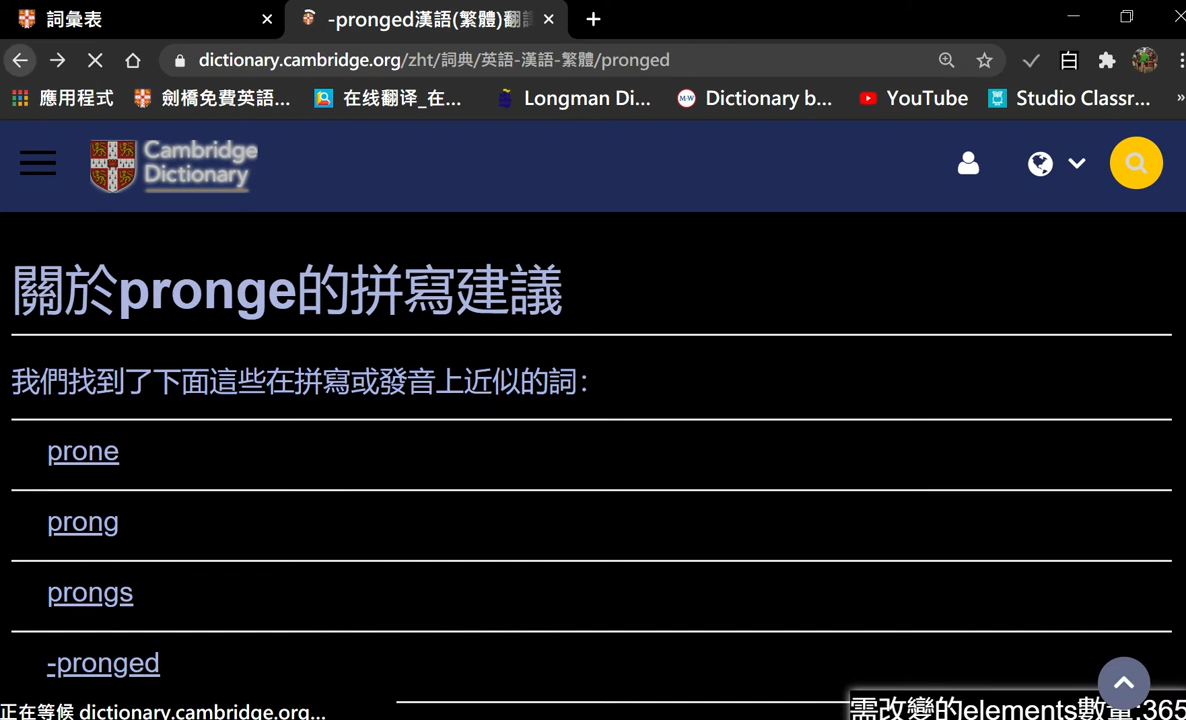 詞彙表
-pronged漢語(繁體)翻譯
dictionary.cambridge.org/zht/詞典/英語-漢語-繁體/pronged
應用程式
劍橋免費英語...
在线翻译_在...
Longman Di...
Dictionary b...
YouTube
Studio Classr...
Cambridge
Dictionary
關於pronge的拼寫建議
我們找到了下面這些在拼寫或發音上近似的詞:
prone
prong
prongs
-pronged
正在等候 dictionary.cambridge.org...
需改變的elements數量:365